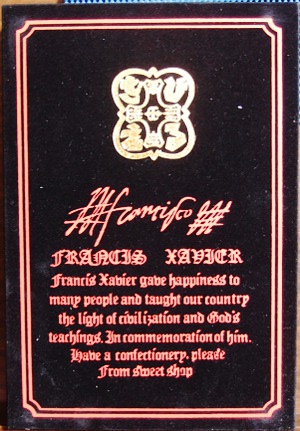 Francisco
FRANCIS XAVIER
Francis Xavier gave happiness to
many people and taught our country
the light of civilization and God's
teachings. In commemoration of him.
Have a confectionery, please
From sweet shop